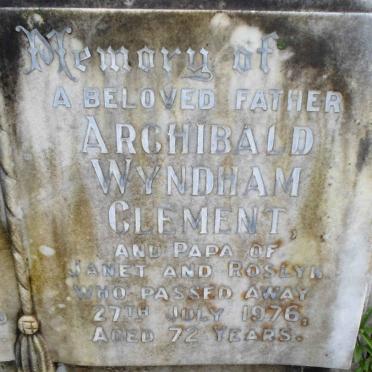 Memory of
A BELOVED FATHER
ARCHIBALD
WYNDHAM
CLEMENT,
AND PAPA OF
JANET AND ROSLYN
WHO PASSED AWAY
27TH JULY 1976,
AGED 72 YEARS.